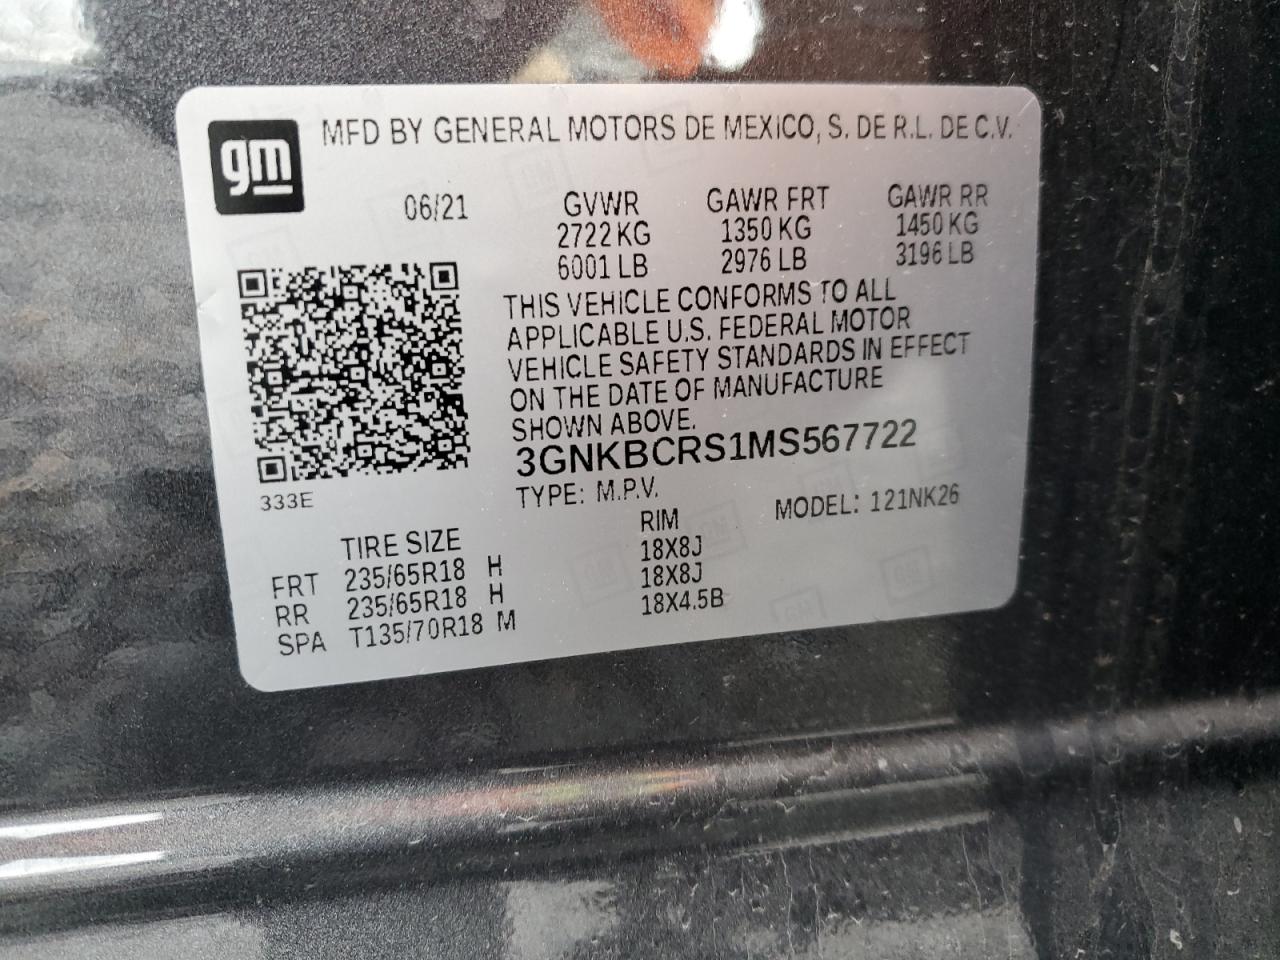 gm
MFD BY GENERAL MOTORS DE MEXICO, S. DE R.L. DE C.V.
06/21 GVWR GAWR FRT GAWR RR
2722 KG 1350 KG 1450 KG
6001 LB 2976 LB 3196 LB
THIS VEHICLE CONFORMS TO ALL
APPLICABLE U.S. FEDERAL MOTOR
VEHICLE SAFETY STANDARDS IN EFFECT
ON THE DATE OF MANUFACTURE
SHOWN ABOVE.
3GNKBCRS1MS567722
333E
TYPE: M.P.V. MODEL: 121NK26
TIRE SIZE RIM
FRT 235/65R18 H 18X8J
RR 235/65R18 H 18X8J
SPA T135/70R18 M 18X4.5B